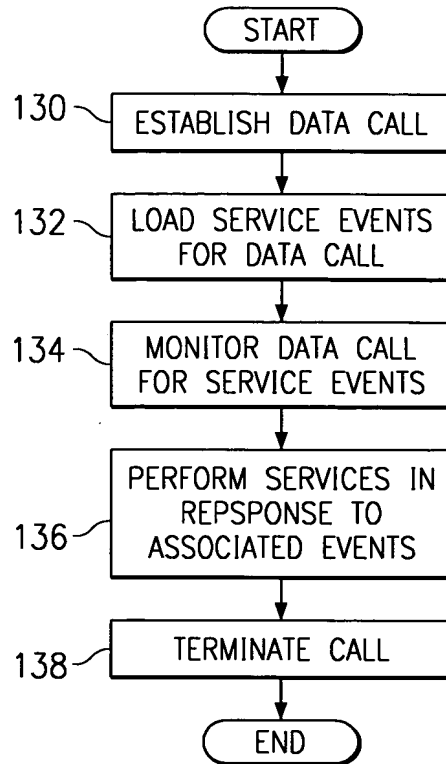 START
130
ESTABLISH DATA CALL
132
LOAD SERVICE EVENTS
FOR DATA CALL
134
MONITOR DATA CALL
FOR SERVICE EVENTS
136
PERFORM SERVICES IN
REPSPONSE TO
ASSOCIATED EVENTS
138
TERMINATE CALL
END